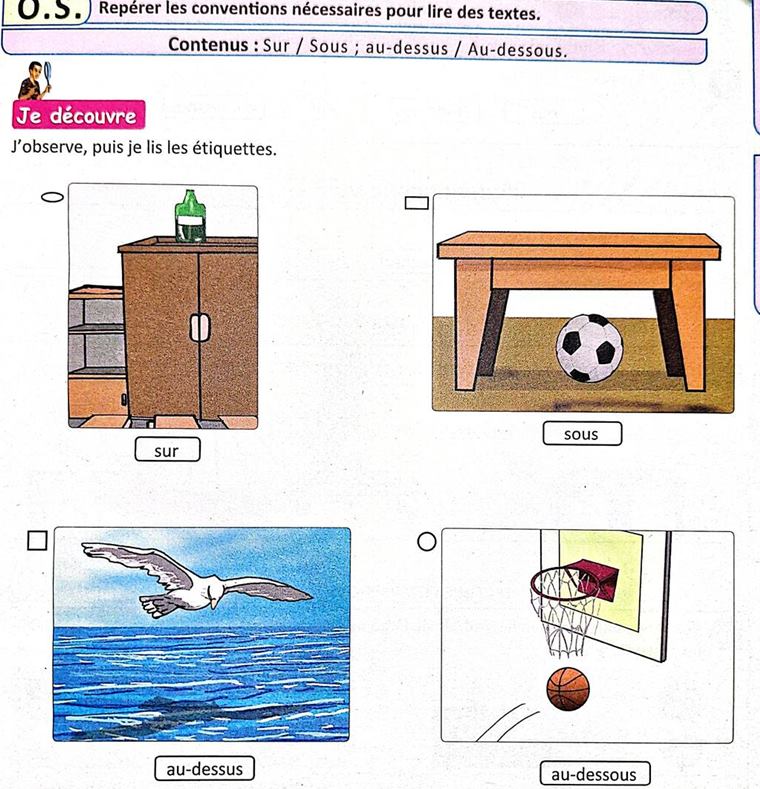 O.S. Repérer les conventions nécessaires pour lire des textes.
Contenus : Sur / Sous ; au-dessus / Au-dessous.
Je découvre
J'observe, puis je lis les étiquettes.
sur
sous
au-dessus
au-dessous